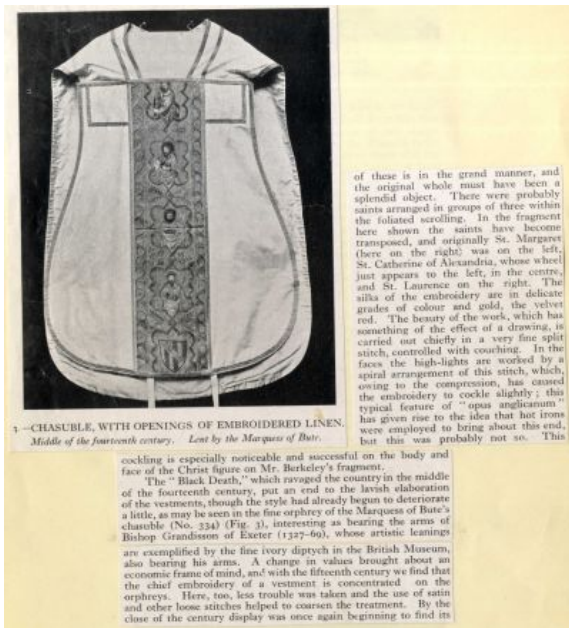 3 —CHASUBLE, WITH OPENINGS OF EMBROIDERED LINEN.
Middle of the fourteenth century. Lent by the Marquess of Bute.
of these is in the grand manner, and
the original whole must have been a
splendid object. There were probably
saints arranged in groups of three within
the foliated scrolling. In the fragment
here shown the saints have become
transposed, and originally St. Margaret
(here on the right) was on the left,
St. Catherine of Alexandria, whose wheel
just appears to the left, in the centre,
and St. Laurence on the right. The
silks of the embroidery are in delicate
grades of colour and gold, the velvet
red. The beauty of the work, which has
something of the effect of a drawing, is
carried out chiefly in a very fine split
stitch, controlled with couching. In the
faces the high-lights are worked by a
spiral arrangement of this stitch, which,
owing to the compression, has caused
the embroidery to cockle slightly; this
typical feature of "opus anglicanum"
has given rise to the idea that hot irons
were employed to bring about this end,
but this was probably not so. This
cockling is especially noticeable and successful on the body and
face of the Christ figure on Mr. Berkeley's fragment.
The "Black Death," which ravaged the country in the middle
of the fourteenth century, put an end to the lavish elaboration
of the vestments, though the style had already begun to deteriorate
a little, as may be seen in the fine orphrey of the Marquess of Bute's
chasuble (No. 334) (Fig. 3), interesting as bearing the arms of
Bishop Grandisson of Exeter (1327–69), whose artistic leanings
are exemplified by the fine ivory diptych in the British Museum,
also bearing his arms. A change in values brought about an
economic frame of mind, and with the fifteenth century we find that
the chief embroidery of a vestment is concentrated on the
orphreys. Here, too, less trouble was taken and the use of satin
and other loose stitches helped to coarsen the treatment. By the
close of the century display was once again beginning to find its